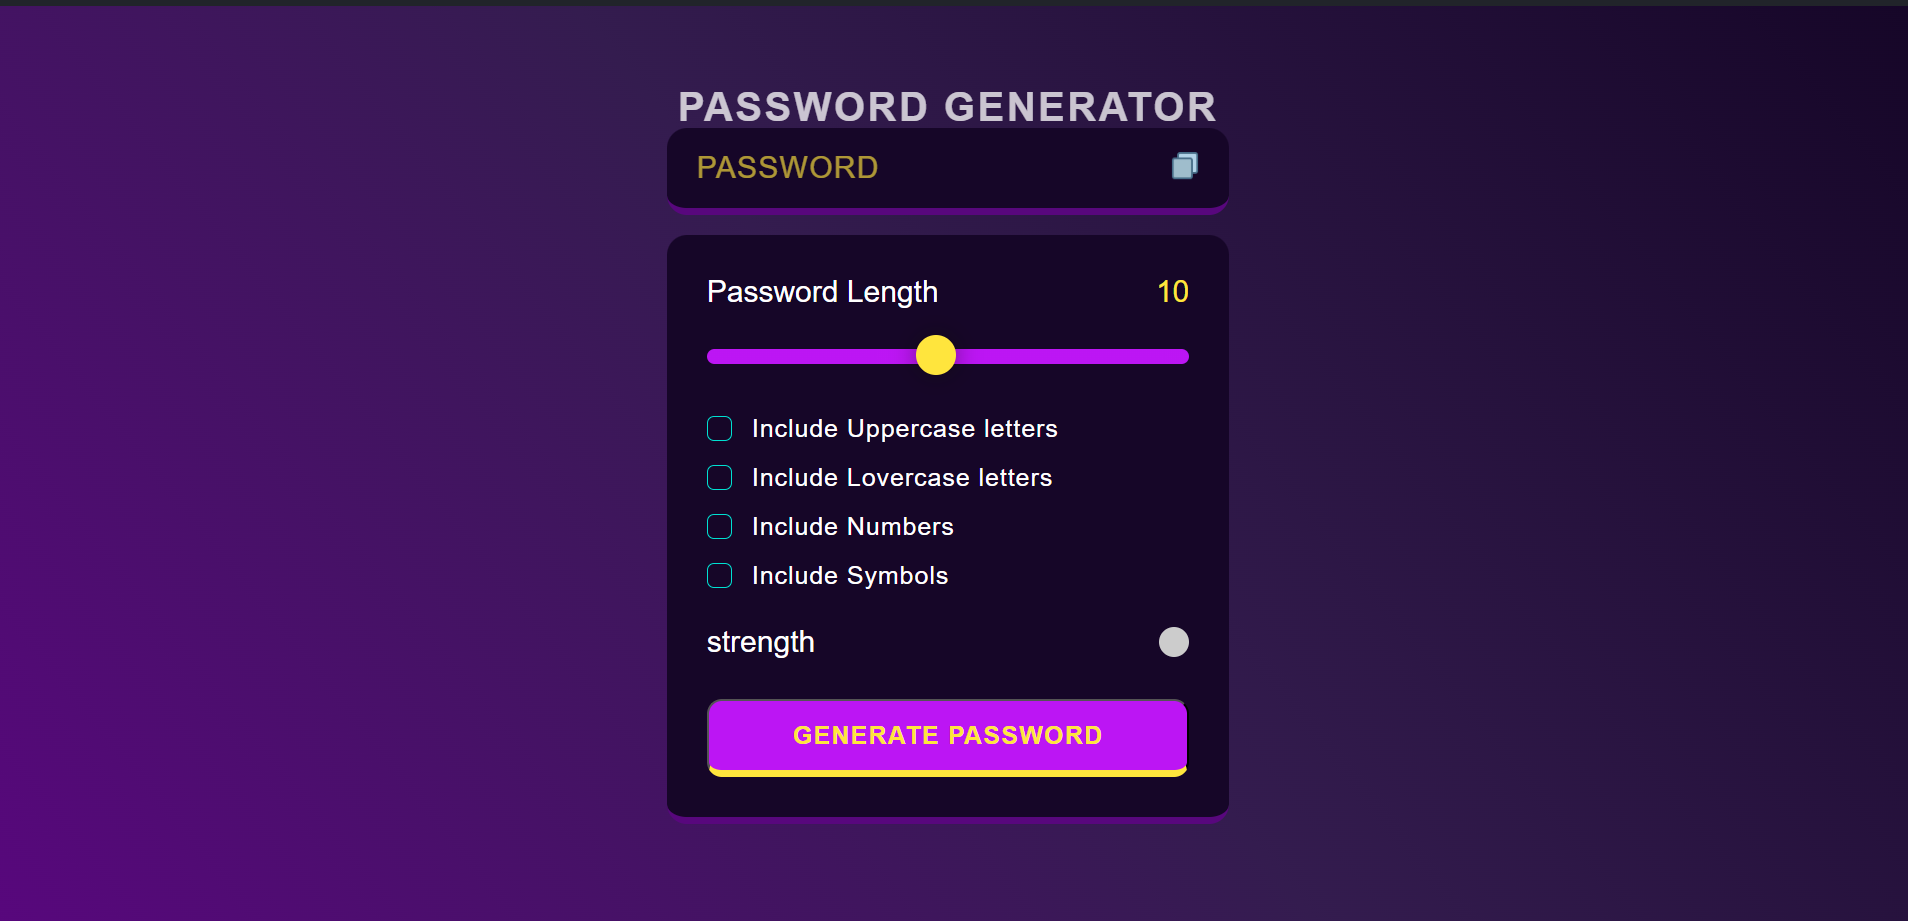 PASSWORD GENERATOR
PASSWORD
Password Length 10
Include Uppercase letters
Include Lovercase letters
Include Numbers
Include Symbols
strength
GENERATE PASSWORD